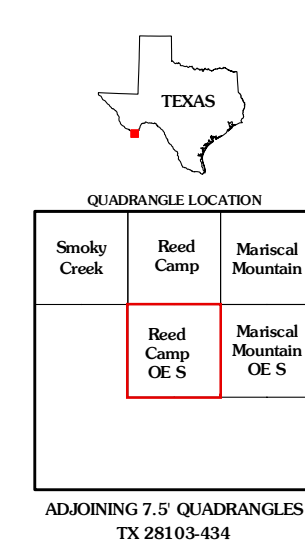 TEXAS
QUADRANGLE LOCATION
Smoky
Creek
Reed
Camp
Mariscal
Mountain
Reed
Camp
OE S
Mariscal
Mountain
OE S
ADJOINING 7.5' QUADRANGLES
TX 28103-434